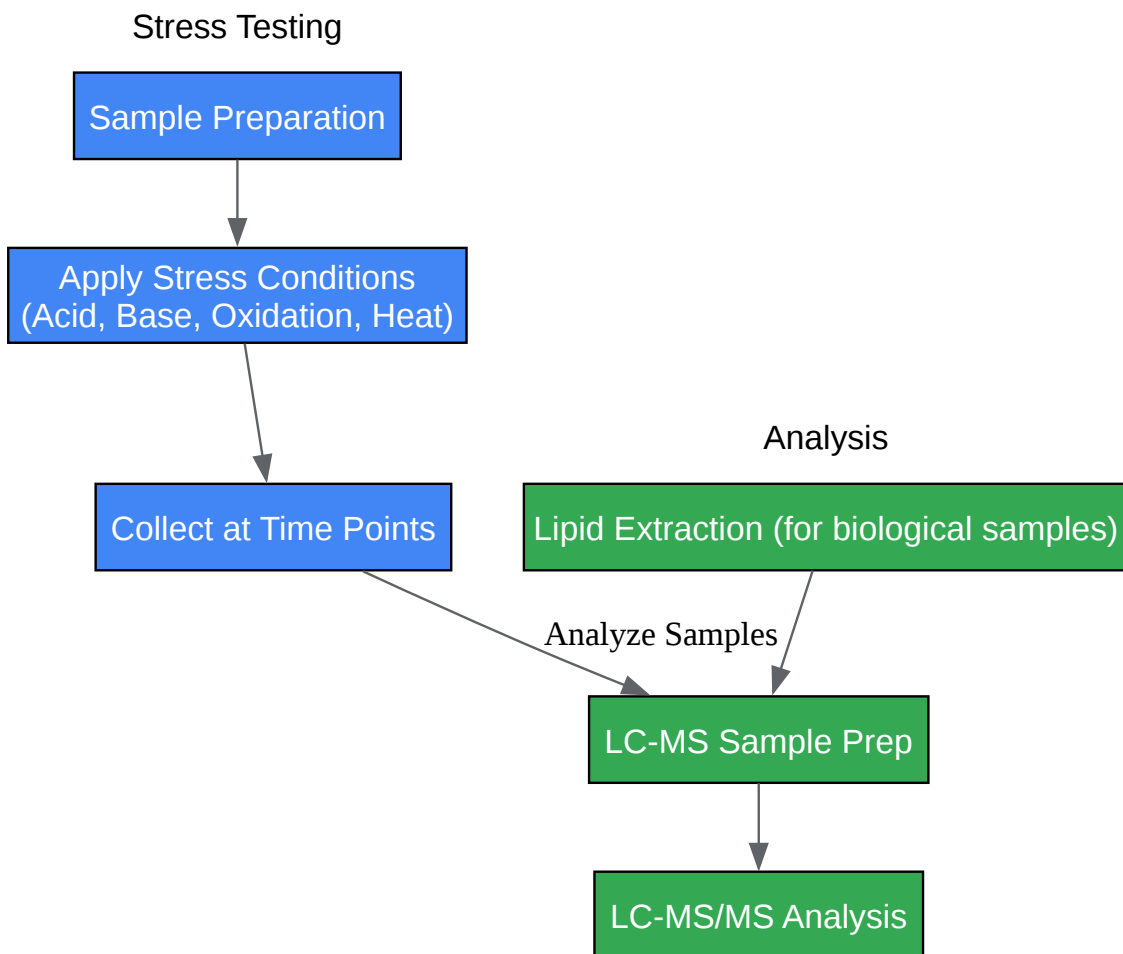 Stress Testing
Sample Preparation
Apply Stress Conditions
(Acid, Base, Oxidation, Heat)
Collect at Time Points
Analysis
Lipid Extraction (for biological samples)
Analyze Samples
LC-MS Sample Prep
LC-MS/MS Analysis